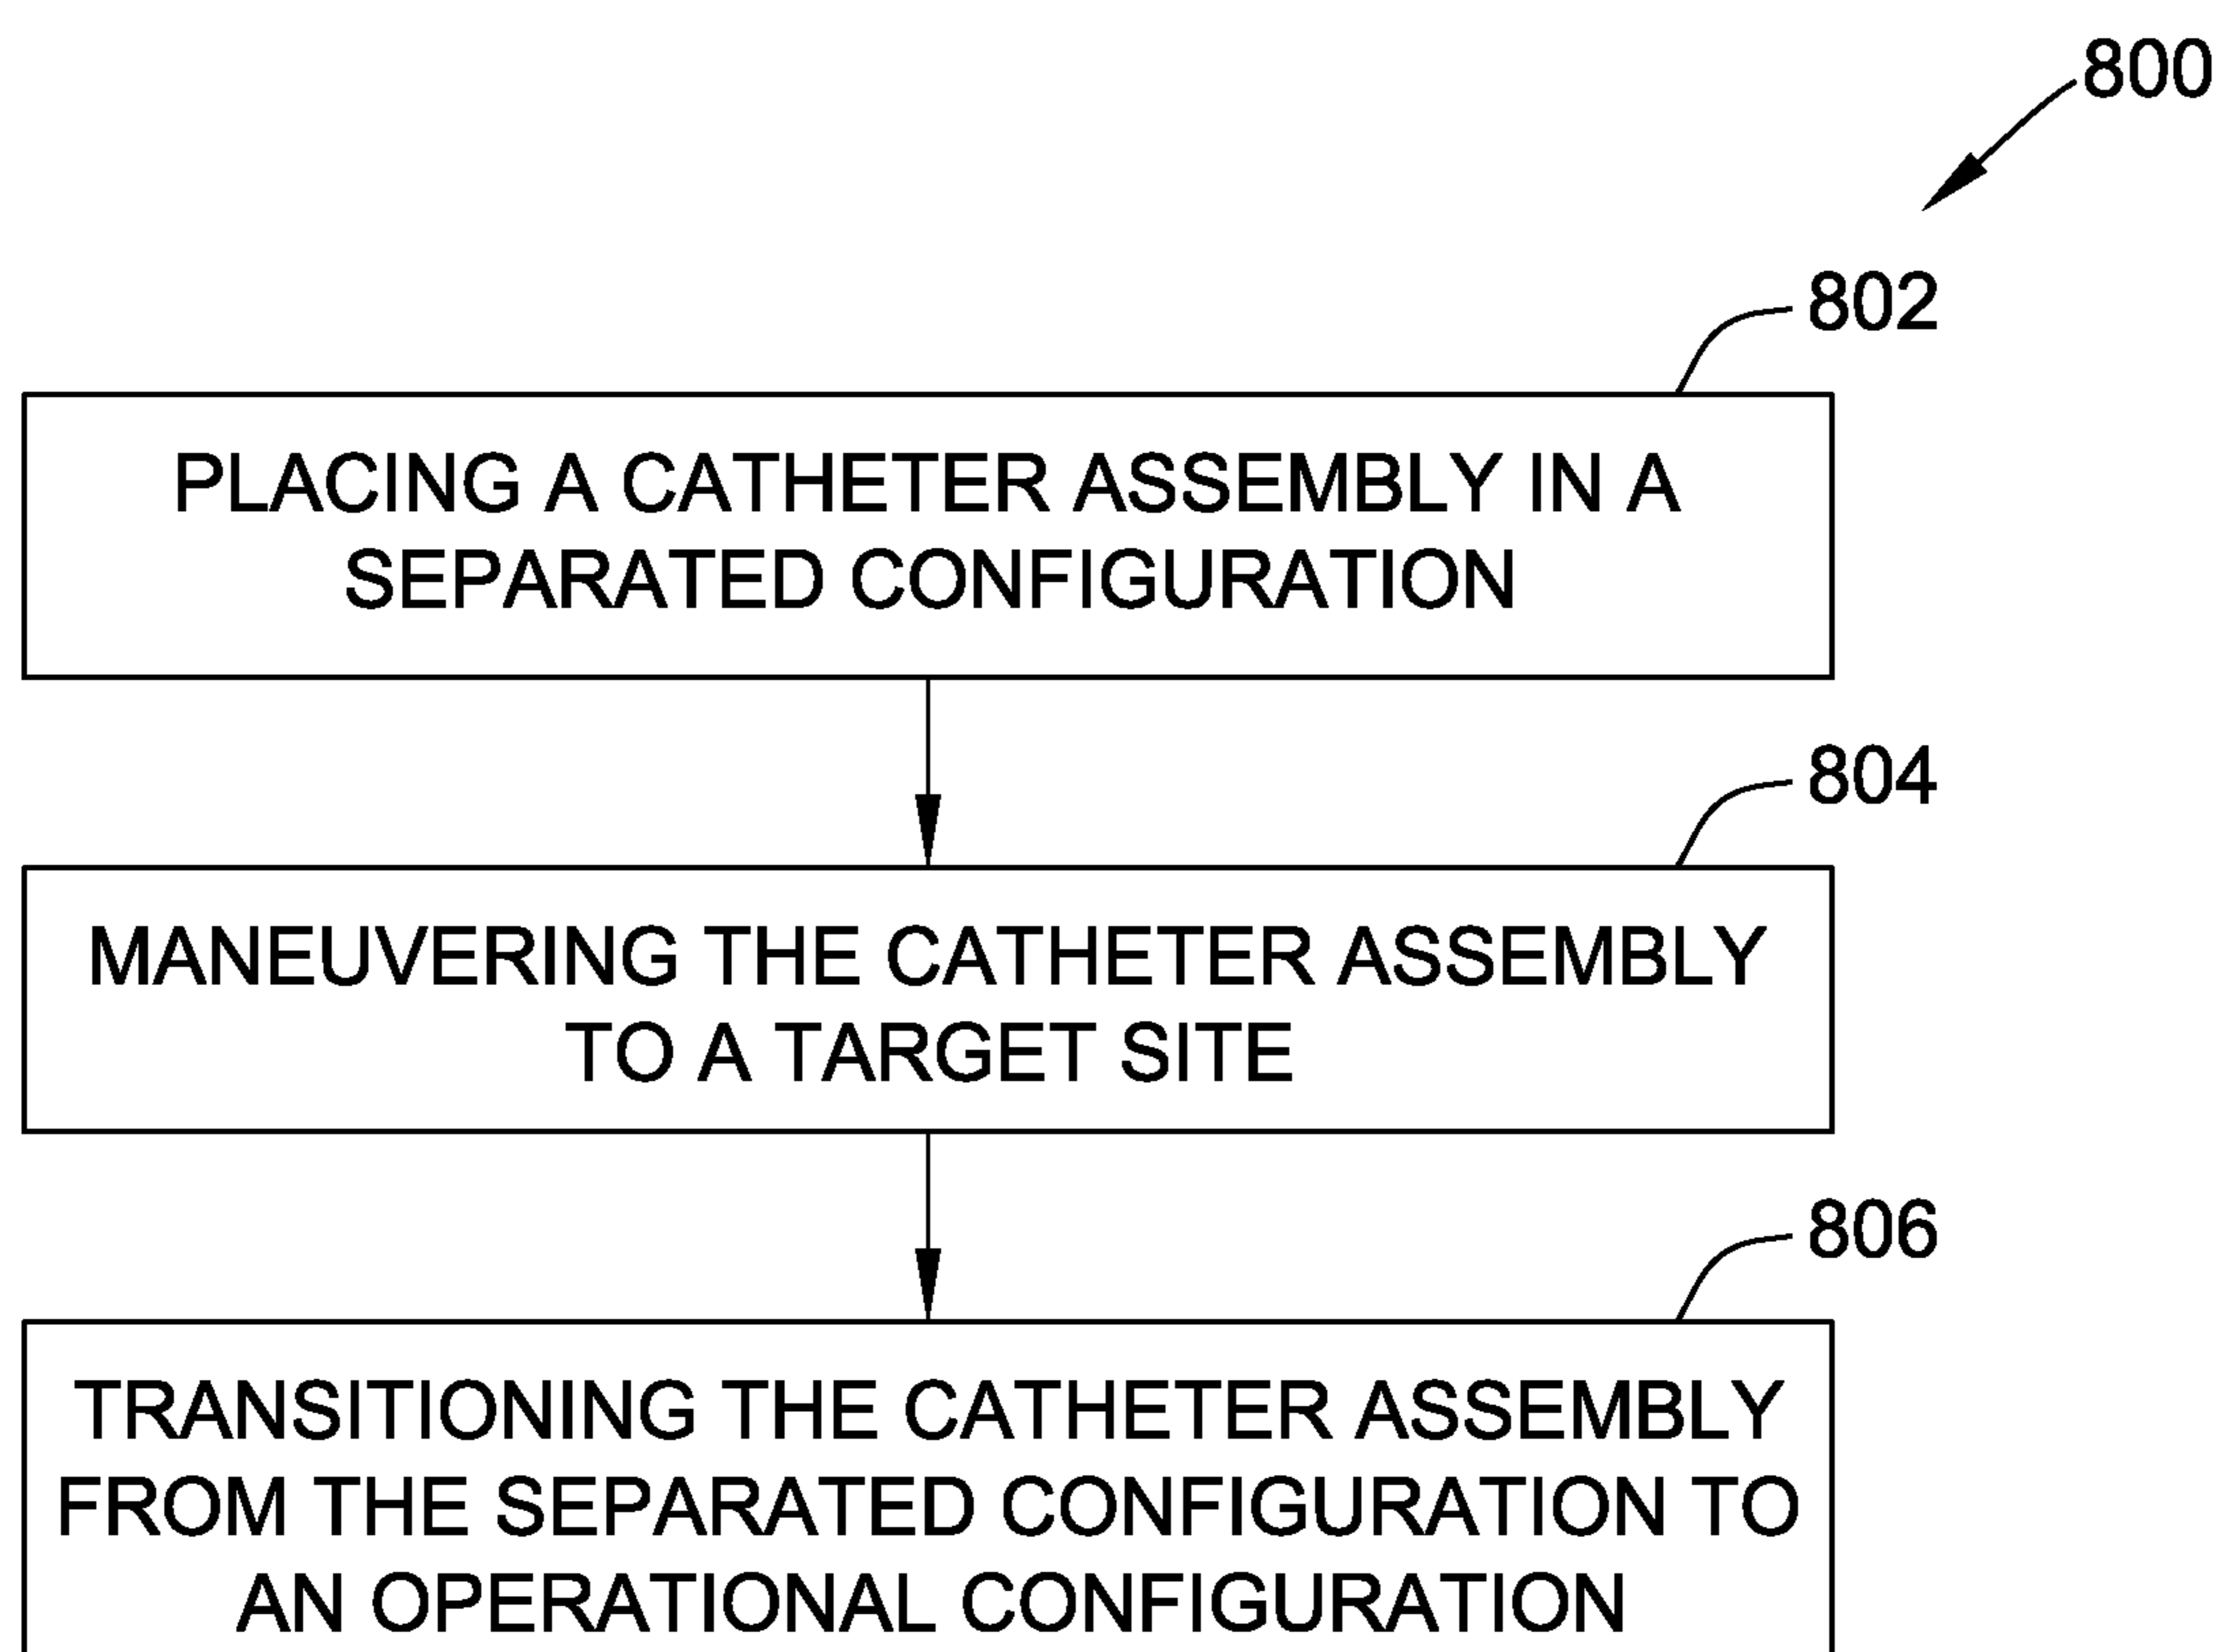 800
802
PLACING A CATHETER ASSEMBLY IN A
SEPARATED CONFIGURATION
804
MANEUVERING THE CATHETER ASSEMBLY
TO A TARGET SITE
806
TRANSITIONING THE CATHETER ASSEMBLY
FROM THE SEPARATED CONFIGURATION TO
AN OPERATIONAL CONFIGURATION